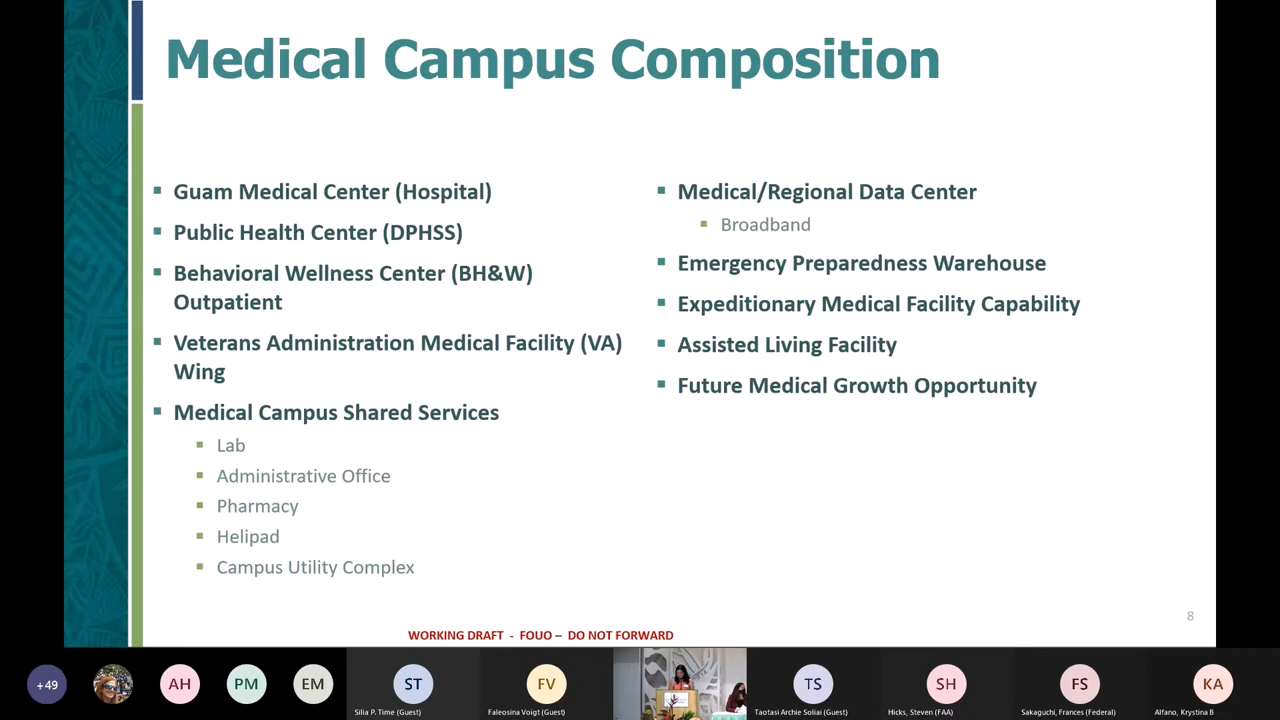 Medical Campus Composition
Guam Medical Center (Hospital)
Public Health Center (DPHSS)
Behavioral Wellness Center (BH&W)
Outpatient
Veterans Administration Medical Facility (VA)
Wing
Medical Campus Shared Services
Lab
Administrative Office
Pharmacy
Helipad
Campus Utility Complex
Medical/Regional Data Center
Broadband
Emergency Preparedness Warehouse
Expeditionary Medical Facility Capability
Assisted Living Facility
Future Medical Growth Opportunity
8
WORKING DRAFT - FOUO – DO NOT FORWARD
+49
AH
PM
EM
ST
Silia P. Time (Guest)
FV
Faleosina Voigt (Guest)
TS
Taotasi Archie Soliai (Guest)
SH
Hicks, Steven (FAA)
FS
Sakaguchi, Frances (Federal)
KA
Alfano, Krystina B